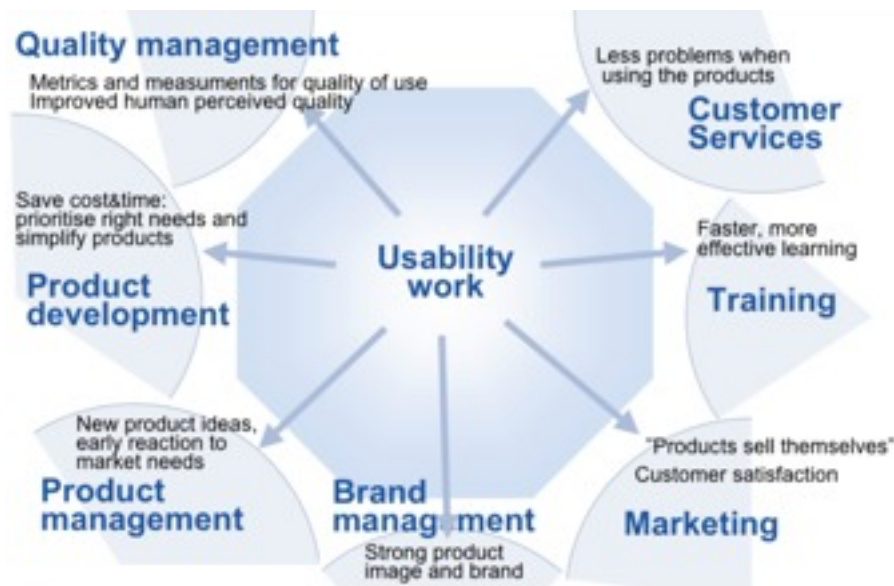 Quality management
Metrics and measuments for quality of use
Improved human perceived quality
Less problems when
using the products
Customer
Services
Save cost&time:
prioritise right needs and
simplify products
Product
development
Usability
work
Faster, more
effective learning
Training
New product ideas,
early reaction to
market needs
Product
management
Brand
management
Strong product
image and brand
"Products sell themselves"
Customer satisfaction
Marketing